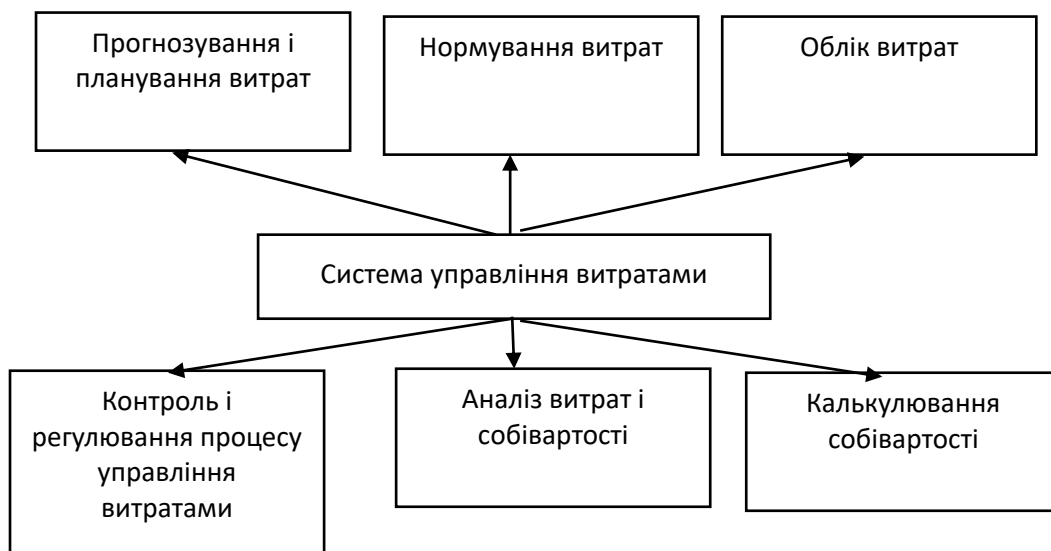 Прогнозування і
планування витрат
Нормування витрат
Облік витрат
Система управління витратами
Контроль і
регулювання процесу
управління
витратами
Аналіз витрат і
собівартості
Калькулювання
собівартості